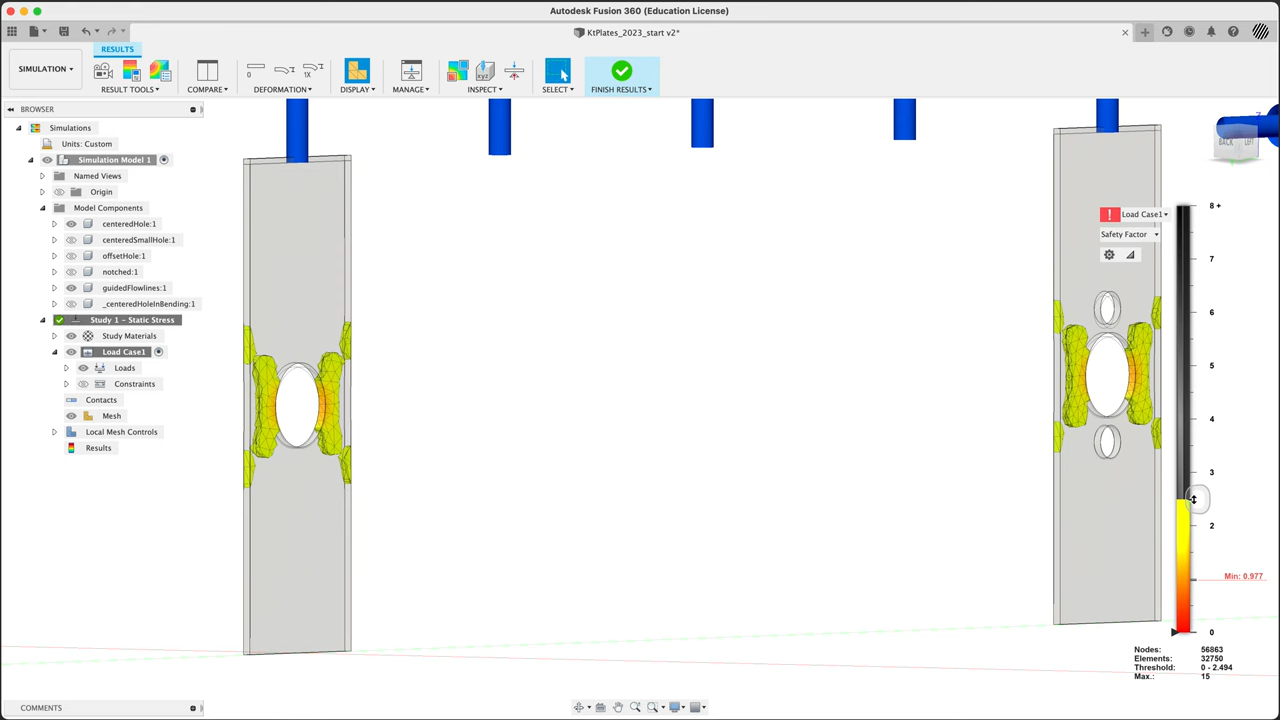 Autodesk Fusion 360 (Education License)
KtPlates_2023_start v2*
RESULTS
SIMULATION
RESULT TOOLS
COMPARE
DEFORMATION
DISPLAY
MANAGE
INSPECT
SELECT
FINISH RESULTS
1X
XYZ
BROWSER
Simulations
Units: Custom
Simulation Model 1
Named Views
Origin
Model Components
centeredHole:1
centeredSmallHole:1
offsetHole:1
notched:1
guidedFlowlines:1
_centeredHoleInBending:1
Study 1 - Static Stress
Study Materials
Load Case1
Loads
Constraints
Contacts
Mesh
Local Mesh Controls
Results
Z
BACK
LEFT
Load Case1
Safety Factor
8 +
7
6
5
4
3
2
Min: 0.977
0
Nodes: 56863
Elements: 32750
Threshold: 0 - 2.494
Max.: 15
COMMENTS